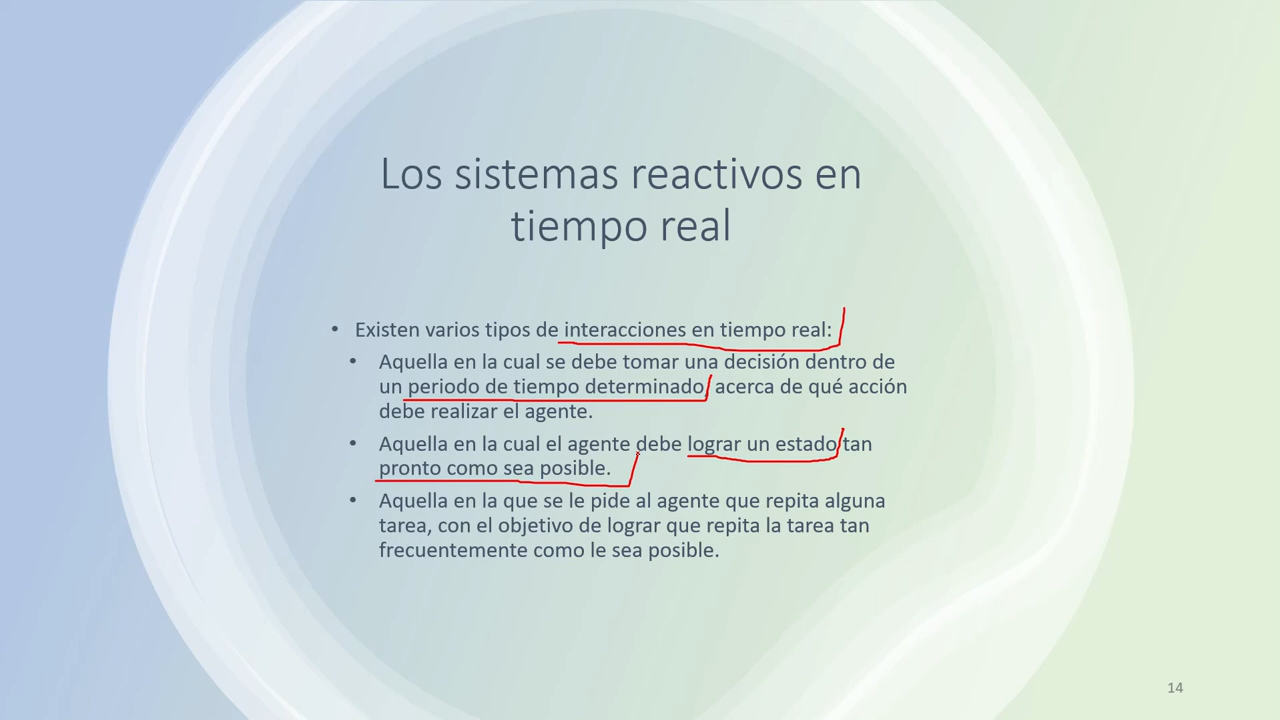 Los sistemas reactivos en
tiempo real
• Existen varios tipos de interacciones en tiempo real:
• Aquella en la cual se debe tomar una decisión dentro de
un periodo de tiempo determinado, acerca de qué acción
debe realizar el agente.
• Aquella en la cual el agente debe lograr un estado tan
pronto como sea posible.
• Aquella en la que se le pide al agente que repita alguna
tarea, con el objetivo de lograr que repita la tarea tan
frecuentemente como le sea posible.
14